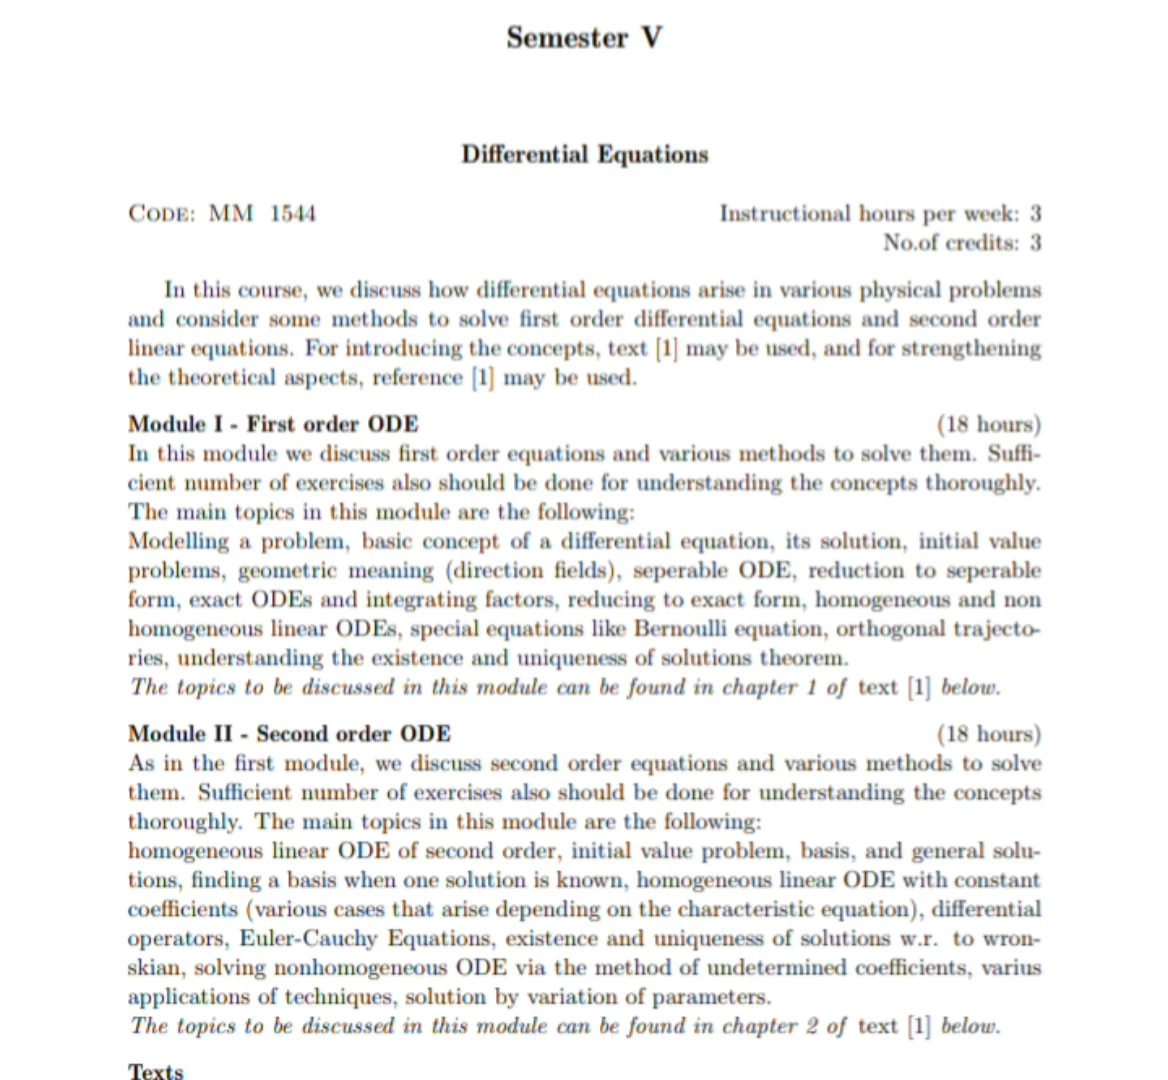 Semester V
Differential Equations
CODE: MM 1544
Instructional hours per week: 3
No.of credits: 3
In this course, we discuss how differential equations arise in various physical problems
and consider some methods to solve first order differential equations and second order
linear equations. For introducing the concepts, text [1] may be used, and for strengthening
the theoretical aspects, reference [1] may be used.
Module I - First order ODE (18 hours)
In this module we discuss first order equations and various methods to solve them. Suffi-
cient number of exercises also should be done for understanding the concepts thoroughly.
The main topics in this module are the following:
Modelling a problem, basic concept of a differential equation, its solution, initial value
problems, geometric meaning (direction fields), seperable ODE, reduction to seperable
form, exact ODEs and integrating factors, reducing to exact form, homogeneous and non
homogeneous linear ODEs, special equations like Bernoulli equation, orthogonal trajecto-
ries, understanding the existence and uniqueness of solutions theorem.
The topics to be discussed in this module can be found in chapter 1 of text [1] below.
Module II - Second order ODE (18 hours)
As in the first module, we discuss second order equations and various methods to solve
them. Sufficient number of exercises also should be done for understanding the concepts
thoroughly. The main topics in this module are the following:
homogeneous linear ODE of second order, initial value problem, basis, and general solu-
tions, finding a basis when one solution is known, homogeneous linear ODE with constant
coefficients (various cases that arise depending on the characteristic equation), differential
operators, Euler-Cauchy Equations, existence and uniqueness of solutions w.r. to wron-
skian, solving nonhomogeneous ODE via the method of undetermined coefficients, varius
applications of techniques, solution by variation of parameters.
The topics to be discussed in this module can be found in chapter 2 of text [1] below.
Texts